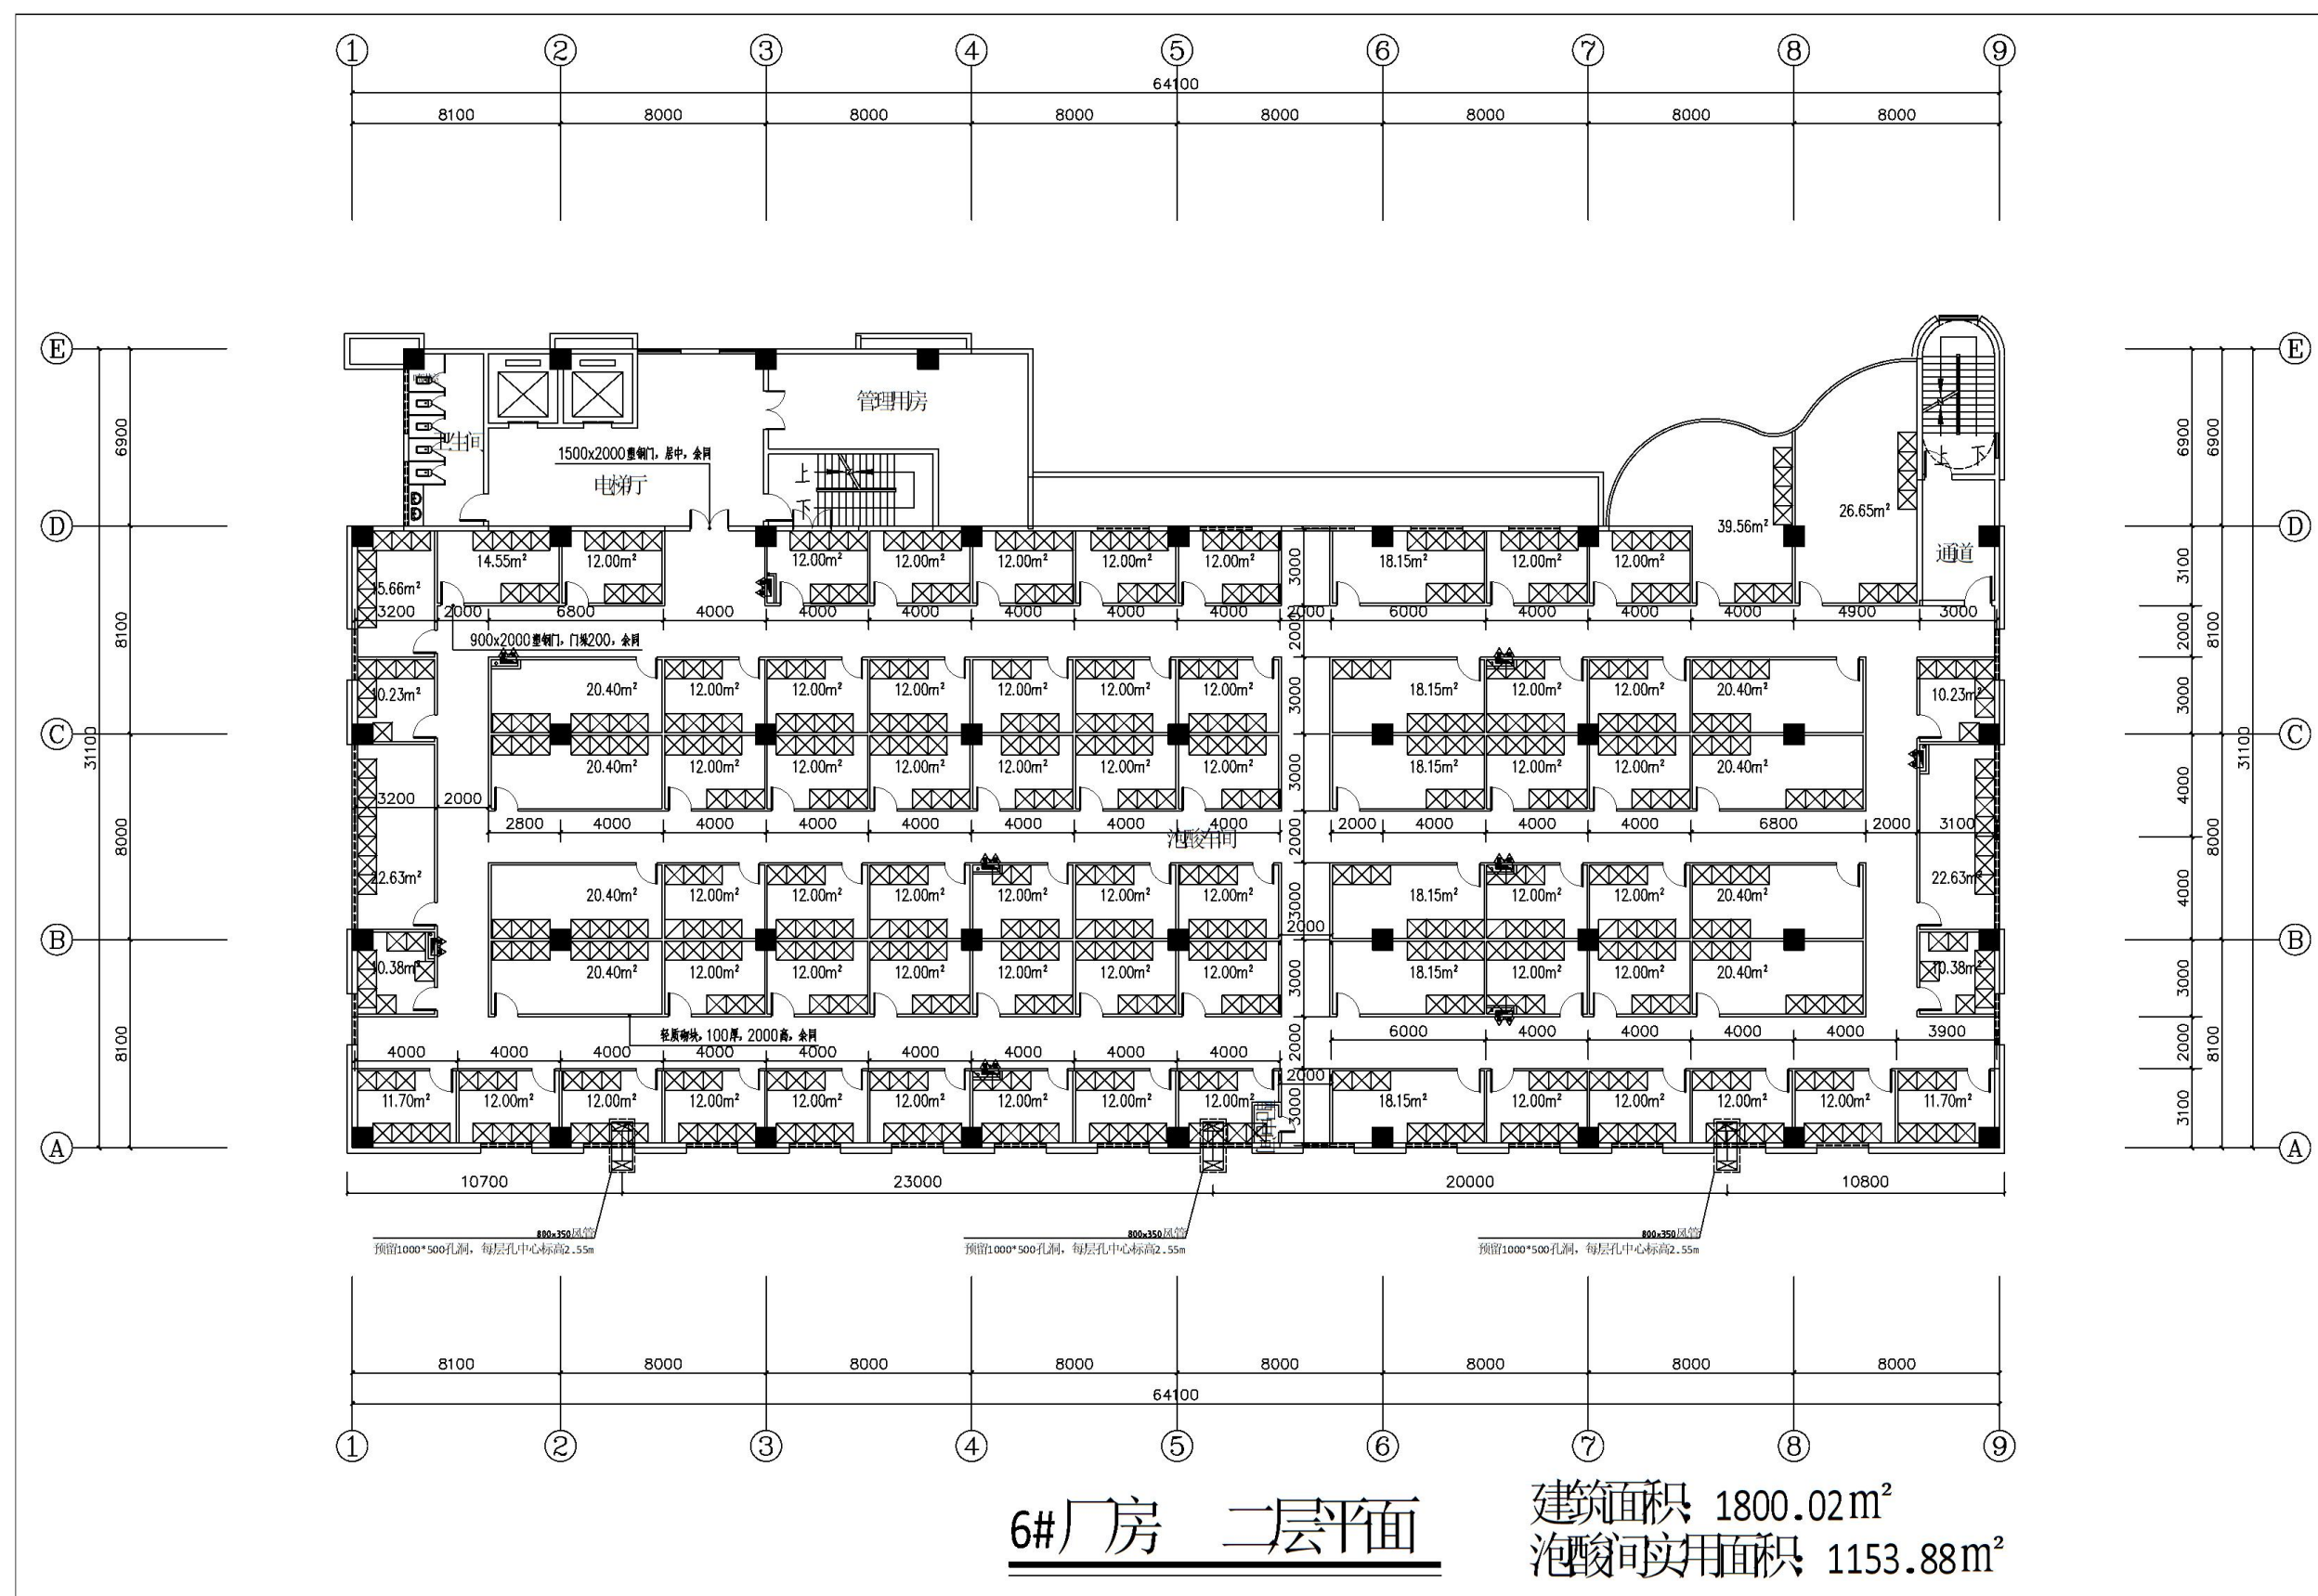 ① ② ③ ④ ⑤ ⑥ ⑦ ⑧ ⑨
64100
8100 8000 8000 8000 8000 8000 8000 8000
Ⓔ Ⓔ
管理用房
卫生间
1500x2000塑钢门，居中，余同
电梯厅
上 下
上 下
6900 6900 6900
39.56m² 26.65m²
Ⓓ Ⓓ
通道
14.55m² 12.00m² 12.00m² 12.00m² 12.00m² 12.00m² 12.00m² 3000 18.15m² 12.00m² 12.00m² 3100
5.66m²
3200 2000 6800 4000 4000 4000 4000 4000 4000 2000 6000 4000 4000 4000 4900 3000
8100 2000 2000 8100
900x2000塑钢门，门垛200，余同
10.23m² 20.40m² 12.00m² 12.00m² 12.00m² 12.00m² 12.00m² 12.00m² 3000 18.15m² 12.00m² 12.00m² 20.40m² 10.23m² 3000
Ⓒ Ⓒ
31100 31100
20.40m² 12.00m² 12.00m² 12.00m² 12.00m² 12.00m² 12.00m² 3000 18.15m² 12.00m² 12.00m² 20.40m² 4000
3200 2000
2800 4000 4000 4000 4000 4000 4000 4000 2000 4000 4000 4000 6800 2000 3100
8000 泡酸车间 2000 8000
22.63m² 20.40m² 12.00m² 12.00m² 12.00m² 12.00m² 12.00m² 12.00m² 3000 18.15m² 12.00m² 12.00m² 20.40m² 22.63m² 4000
2000
Ⓑ Ⓑ
10.38m² 20.40m² 12.00m² 12.00m² 12.00m² 12.00m² 12.00m² 12.00m² 3000 18.15m² 12.00m² 12.00m² 20.40m² 10.38m² 3000
轻质砌块，100厚，2000高，余同
6000 4000 4000 4000 4000 3900
8100 2000 2000 8100
4000 4000 4000 4000 4000 4000 4000 4000 4000
2000
11.70m² 12.00m² 12.00m² 12.00m² 12.00m² 12.00m² 12.00m² 12.00m² 12.00m² 3000 18.15m² 12.00m² 12.00m² 12.00m² 12.00m² 11.70m² 3100
Ⓐ Ⓐ
10700 23000 20000 10800
800x350风管 800x350风管 800x350风管
预留1000*500孔洞，每层孔中心标高2.55m 预留1000*500孔洞，每层孔中心标高2.55m 预留1000*500孔洞，每层孔中心标高2.55m
8100 8000 8000 8000 8000 8000 8000 8000
64100
① ② ③ ④ ⑤ ⑥ ⑦ ⑧ ⑨
6#厂房 二层平面
建筑面积：1800.02m²
泡酸间实用面积：1153.88m²